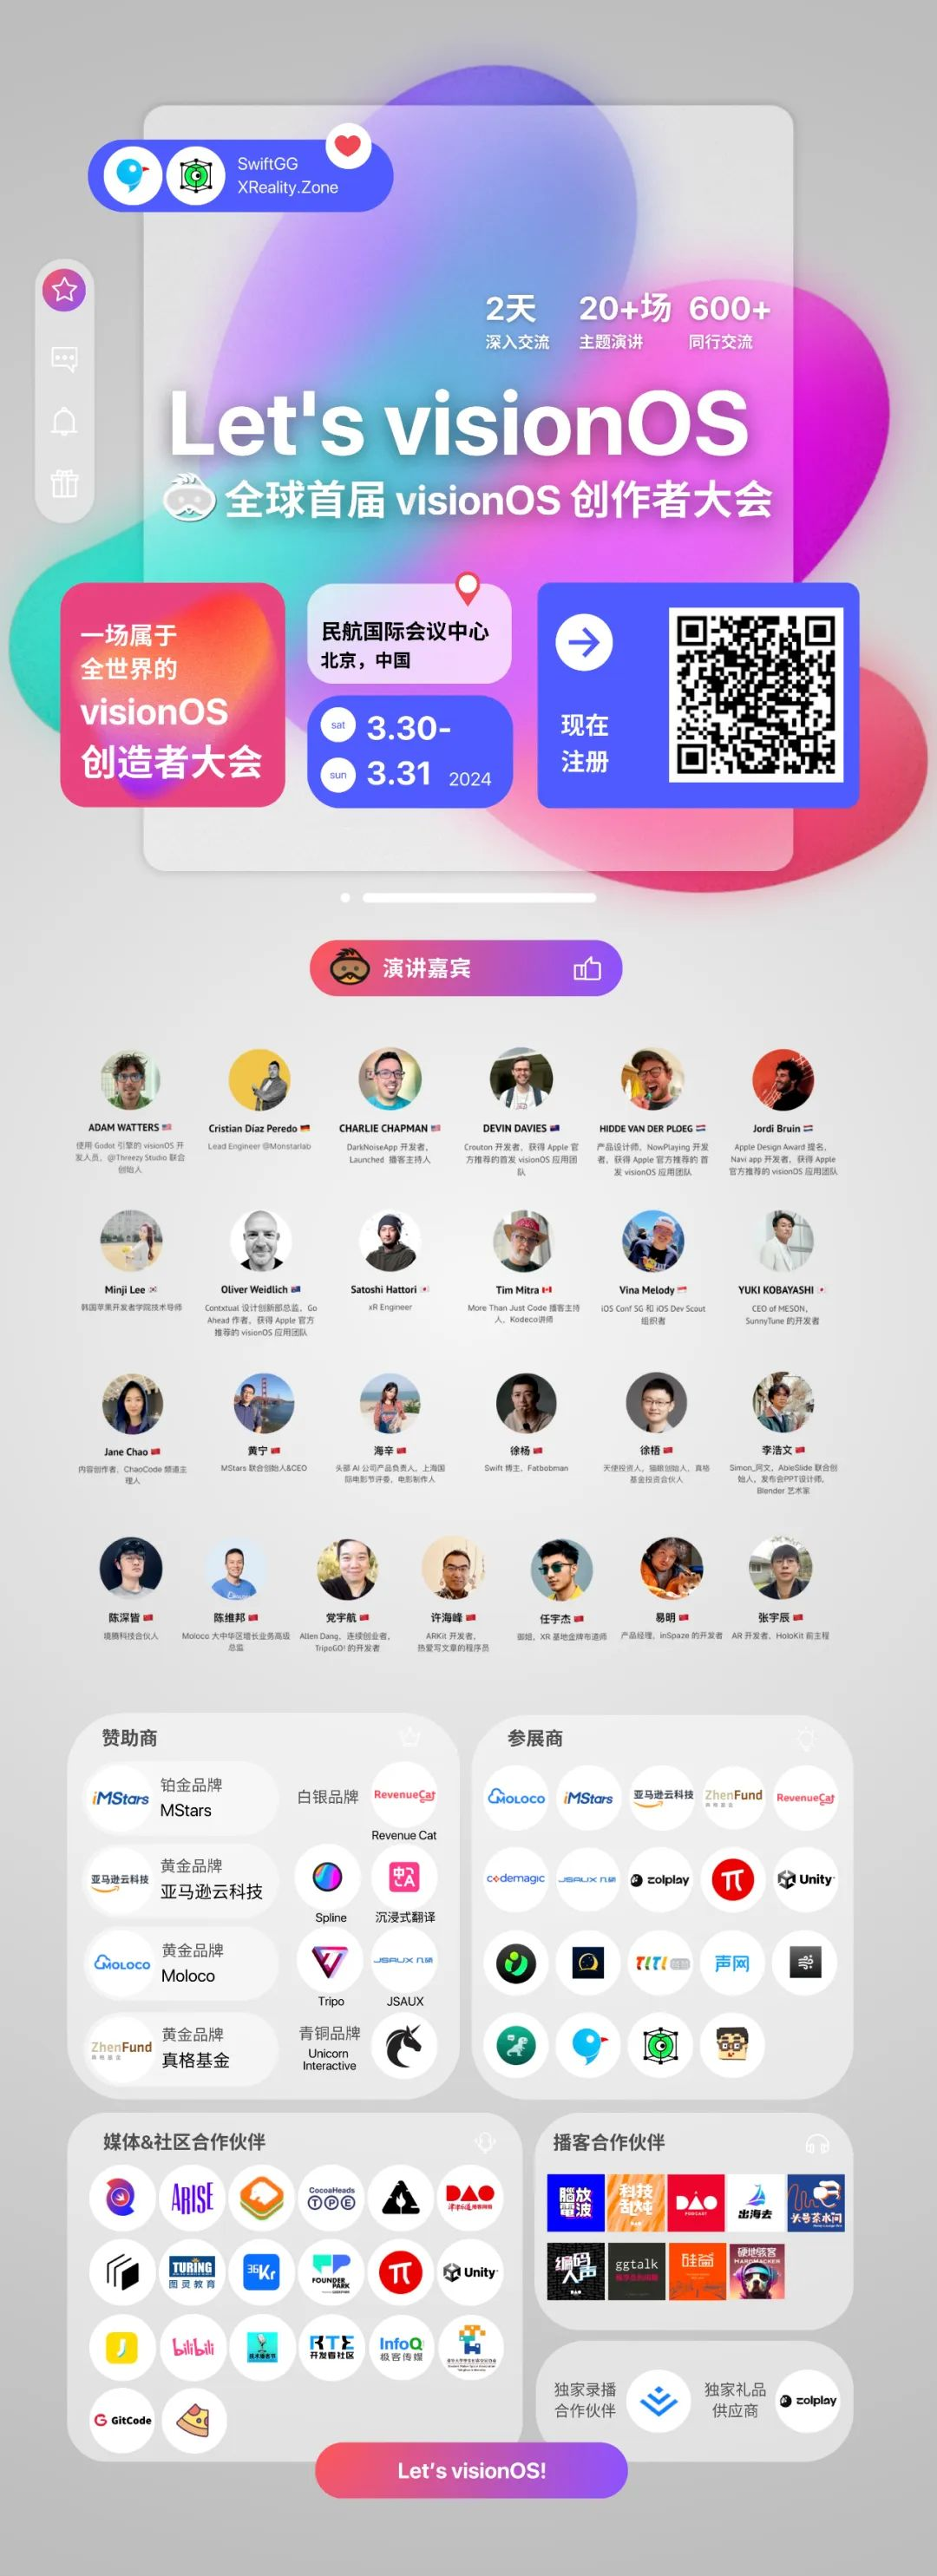 SwiftGG
XReality.Zone
2天 20+场 600+
深入交流 主题演讲 同行交流
Let's visionOS
全球首届 visionOS 创作者大会
一场属于
全世界的
visionOS
创造者大会
民航国际会议中心
北京，中国
sat 3.30-
sun 3.31 2024
现在
注册
演讲嘉宾
ADAM WATTERS
使用 Godot 引擎的 visionOS 开
发人员，@Threezy Studio 联合
创始人
Cristian Díaz Peredo
Lead Engineer @Monstarlab
CHARLIE CHAPMAN
DarkNoiseApp 开发者，
Launched 播客主持人
DEVIN DAVIES
Crouton 开发者，获得 Apple 官
方推荐的首发 visionOS 应用团
队
HIDDE VAN DER PLOEG
产品设计师，NowPlaying 开发
者，获得 Apple 官方推荐的 首
发 visionOS 应用团队
Jordi Bruin
Apple Design Award 提名，
Navi app 开发者，获得 Apple
官方推荐的 visionOS 应用团队
Minji Lee
韩国苹果开发者学院技术导师
Oliver Weidlich
Contxtual 设计创新部总监，Go
Ahead 作者，获得 Apple 官方
推荐的 visionOS 应用团队
Satoshi Hattori
xR Engineer
Tim Mitra
More Than Just Code 播客主持
人，Kodeco讲师
Vina Melody
iOS Conf SG 和 iOS Dev Scout
组织者
YUKI KOBAYASHI
CEO of MESON，
SunnyTune 的开发者
Jane Chao
内容创作者，ChaoCode 频道主
理人
黄宁
MStars 联合创始人&CEO
海辛
头部 AI 公司产品负责人，上海国
际电影节评委，电影制作人
徐杨
Swift 博主，Fatbobman
徐梧
天使投资人，猫眼创始人，真格
基金投资合伙人
李浩文
Simon_阿文，AbleSlide 联合创
始人，发布会PPT设计师，
Blender 艺术家
陈深皆
境腾科技合伙人
陈维邦
Moloco 大中华区增长业务高级
总监
党宇航
Allen Dang，连续创业者，
TripoGO! 的开发者
许海峰
ARKit 开发者，
热爱写文章的程序员
任宇杰
御姐，XR 基地金牌布道师
易明
产品经理，inSpaze 的开发者
张宇辰
AR 开发者，HoloKit 前主程
赞助商
iMStars
铂金品牌
MStars
亚马逊云科技
黄金品牌
亚马逊云科技
MOLOCO
黄金品牌
Moloco
ZhenFund
真格基金
黄金品牌
真格基金
白银品牌
RevenueCat
Revenue Cat
Spline
沉浸式翻译
Tripo
JSAUX
JSAUX
青铜品牌
Unicorn
Interactive
参展商
MOLOCO
iMStars
亚马逊云科技
ZhenFund
真格基金
RevenueCat
codemagic
JSAUX
zolplay
Unity
声网
媒体&社区合作伙伴
ARISE
CocoaHeads
TPE
DAO
TURING
图灵教育
36Kr
FOUNDER
PARK
Unity
bilibili
RTE
开发者社区
InfoQ
极客传媒
GitCode
播客合作伙伴
腦放
電波
科技
乱炖
DAO
PODCAST
出海去
头号茶水间
编码
人声
ggtalk
硅谷
硬地骇客
HARDHACKER
独家录播
合作伙伴
独家礼品
供应商
zolplay
Let's visionOS!